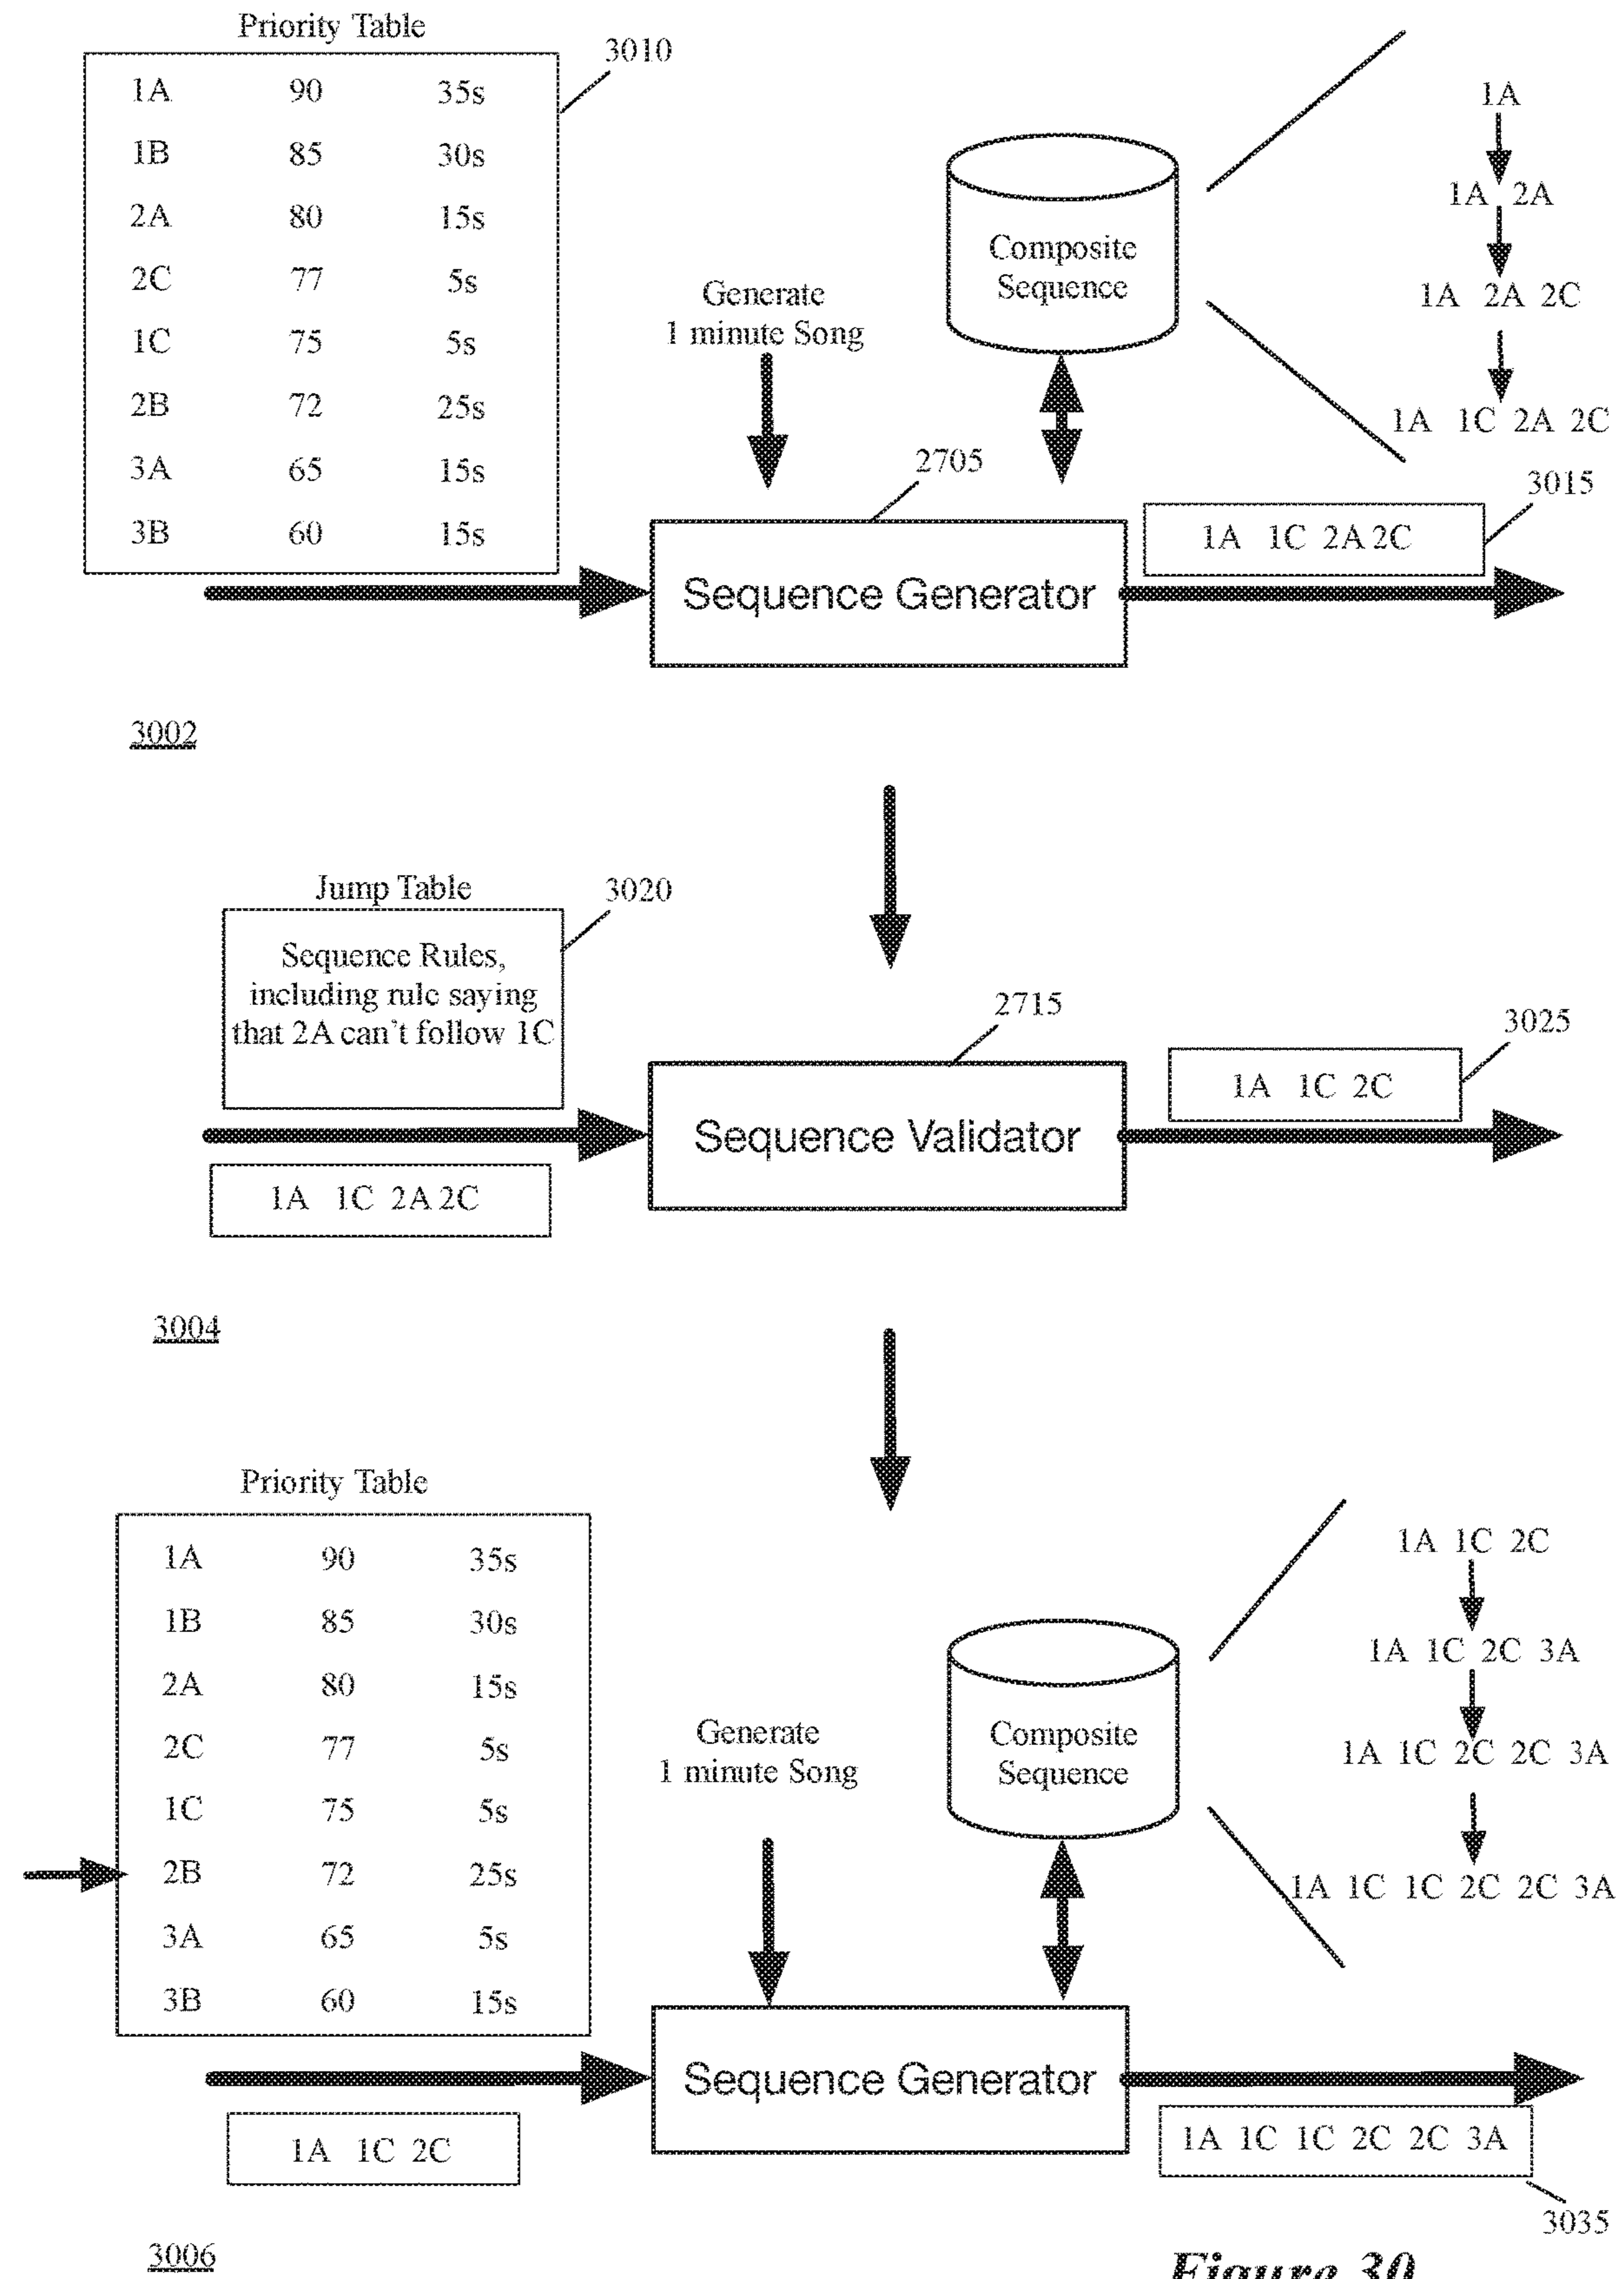 Priority Table
3010
1A 90 35s
1B 85 30s
2A 80 15s
2C 77 5s
1C 75 5s
2B 72 25s
3A 65 15s
3B 60 15s
Generate
1 minute Song
Composite
Sequence
1A
1A 2A
1A 2A 2C
1A 1C 2A 2C
2705
3015
1A 1C 2A 2C
Sequence Generator
3002
Jump Table
3020
Sequence Rules,
including rule saying
that 2A can't follow 1C
2715
3025
1A 1C 2C
Sequence Validator
1A 1C 2A 2C
3004
Priority Table
1A 90 35s
1B 85 30s
2A 80 15s
2C 77 5s
1C 75 5s
2B 72 25s
3A 65 5s
3B 60 15s
Generate
1 minute Song
Composite
Sequence
1A 1C 2C
1A 1C 2C 3A
1A 1C 2C 2C 3A
1A 1C 1C 2C 2C 3A
Sequence Generator
1A 1C 2C
1A 1C 1C 2C 2C 3A
3035
3006
Figure 30